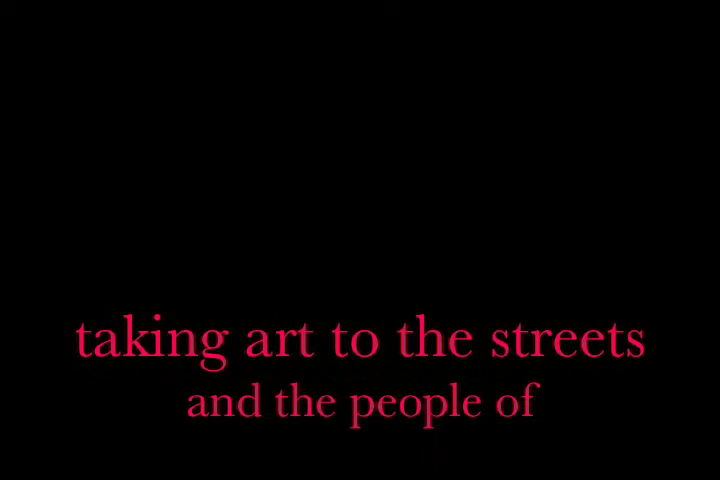 taking art to the streets
and the people of